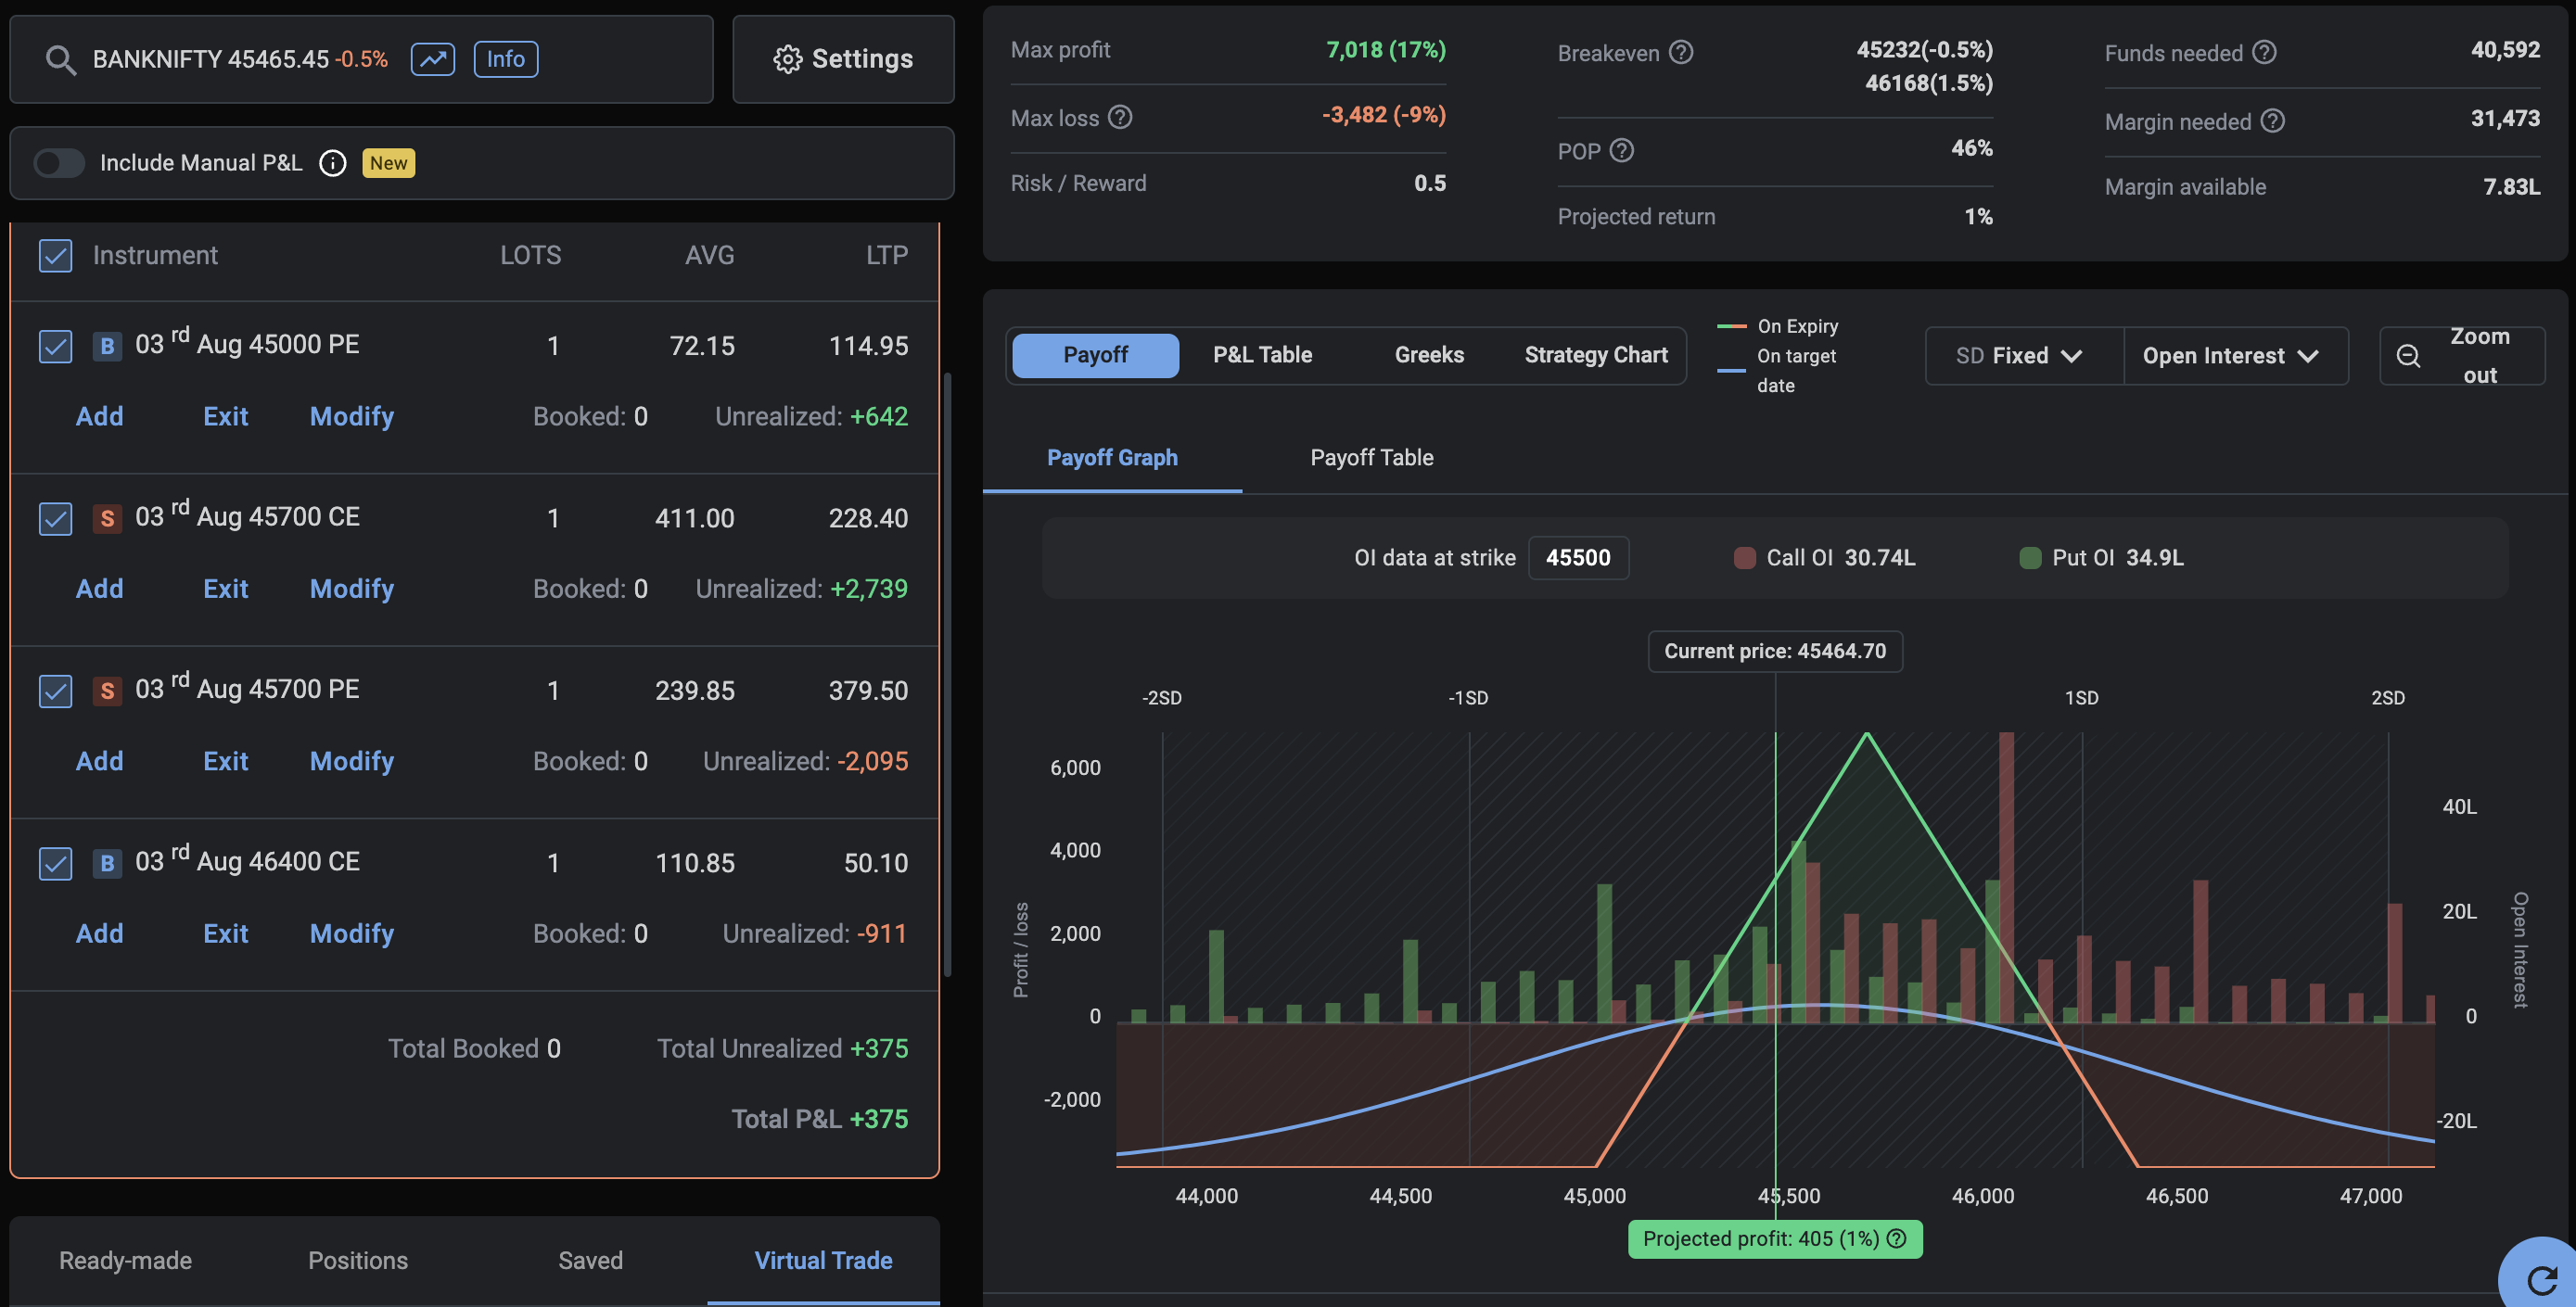 BANKNIFTY 45465.45 -0.5% Info
Settings
Include Manual P&L New
Instrument LOTS AVG LTP
B 03 rd Aug 45000 PE 1 72.15 114.95
Add Exit Modify Booked: 0 Unrealized: +642
S 03 rd Aug 45700 CE 1 411.00 228.40
Add Exit Modify Booked: 0 Unrealized: +2,739
S 03 rd Aug 45700 PE 1 239.85 379.50
Add Exit Modify Booked: 0 Unrealized: -2,095
B 03 rd Aug 46400 CE 1 110.85 50.10
Add Exit Modify Booked: 0 Unrealized: -911
Total Booked 0 Total Unrealized +375
Total P&L +375
Ready-made Positions Saved Virtual Trade
Max profit 7,018 (17%)
Max loss ? -3,482 (-9%)
Risk / Reward 0.5
Breakeven ? 45232(-0.5%)
46168(1.5%)
POP ? 46%
Projected return 1%
Funds needed ? 40,592
Margin needed ? 31,473
Margin available 7.83L
Payoff P&L Table Greeks Strategy Chart
On Expiry
On target
date
SD Fixed Open Interest
Zoom
out
Payoff Graph Payoff Table
OI data at strike 45500 Call OI 30.74L Put OI 34.9L
Current price: 45464.70
-2SD -1SD 1SD 2SD
6,000
4,000
2,000
0
-2,000
Profit / loss
40L
20L
0
-20L
Open Interest
44,000 44,500 45,000 45,500 46,000 46,500 47,000
Projected profit: 405 (1%) ?